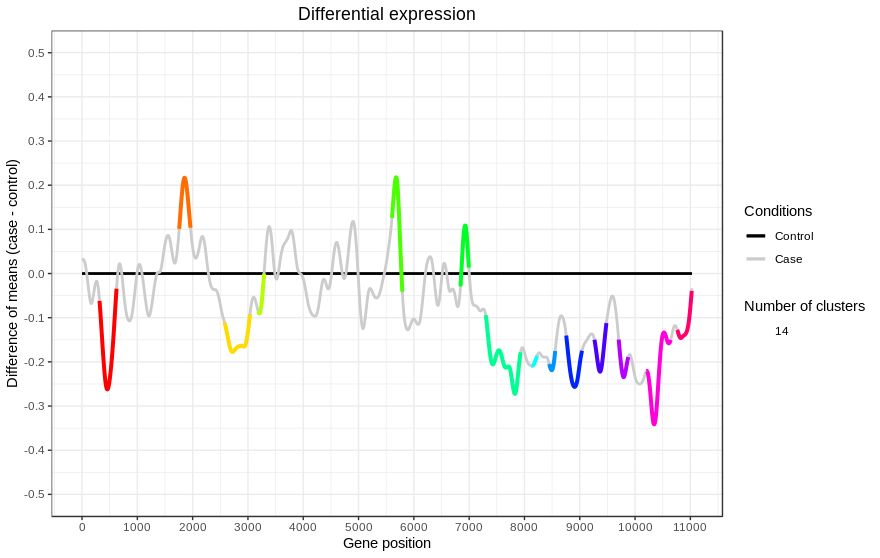 Differential expression
Difference of means (case - control)
0.5
0.4
0.3
0.2
0.1
0.0
-0.1
-0.2
-0.3
-0.4
-0.5
0 1000 2000 3000 4000 5000 6000 7000 8000 9000 10000 11000
Gene position
Conditions
Control
Case
Number of clusters
14